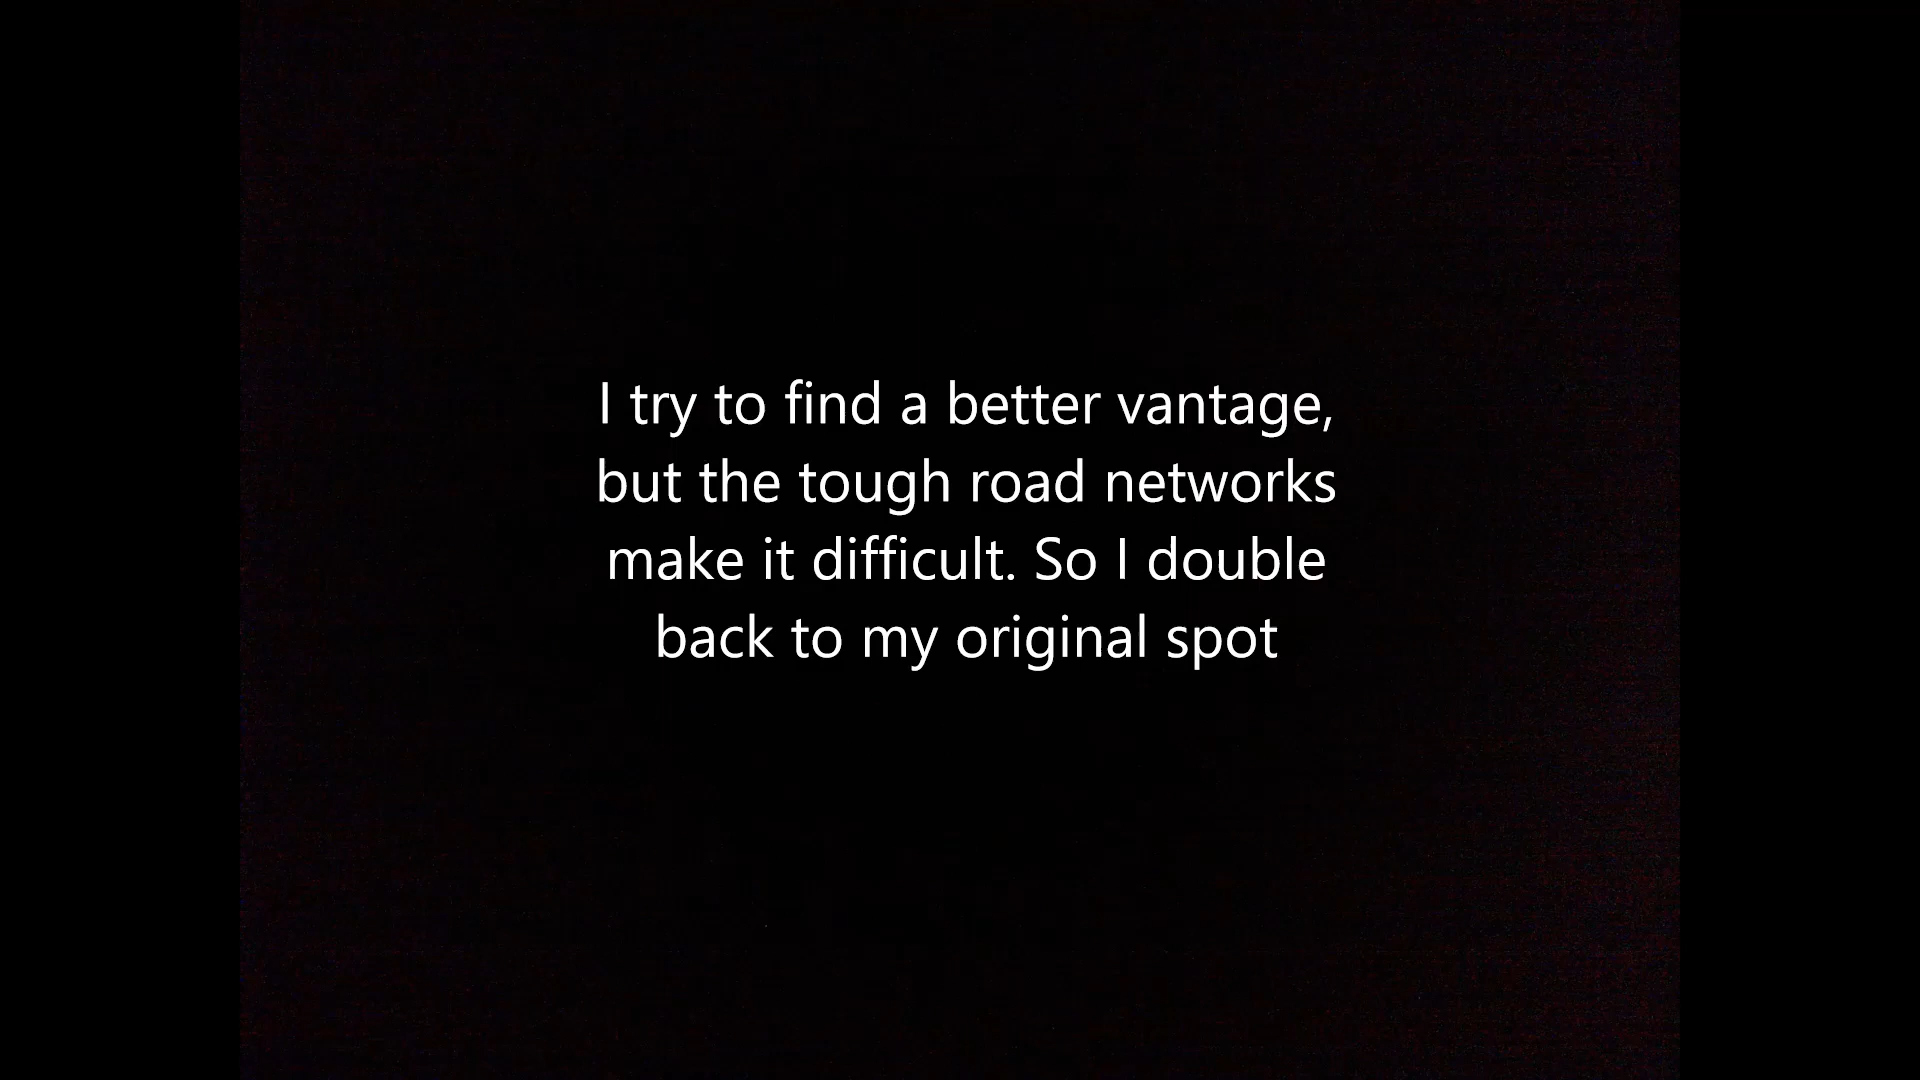 I try to find a better vantage,
but the tough road networks
make it difficult. So I double
back to my original spot